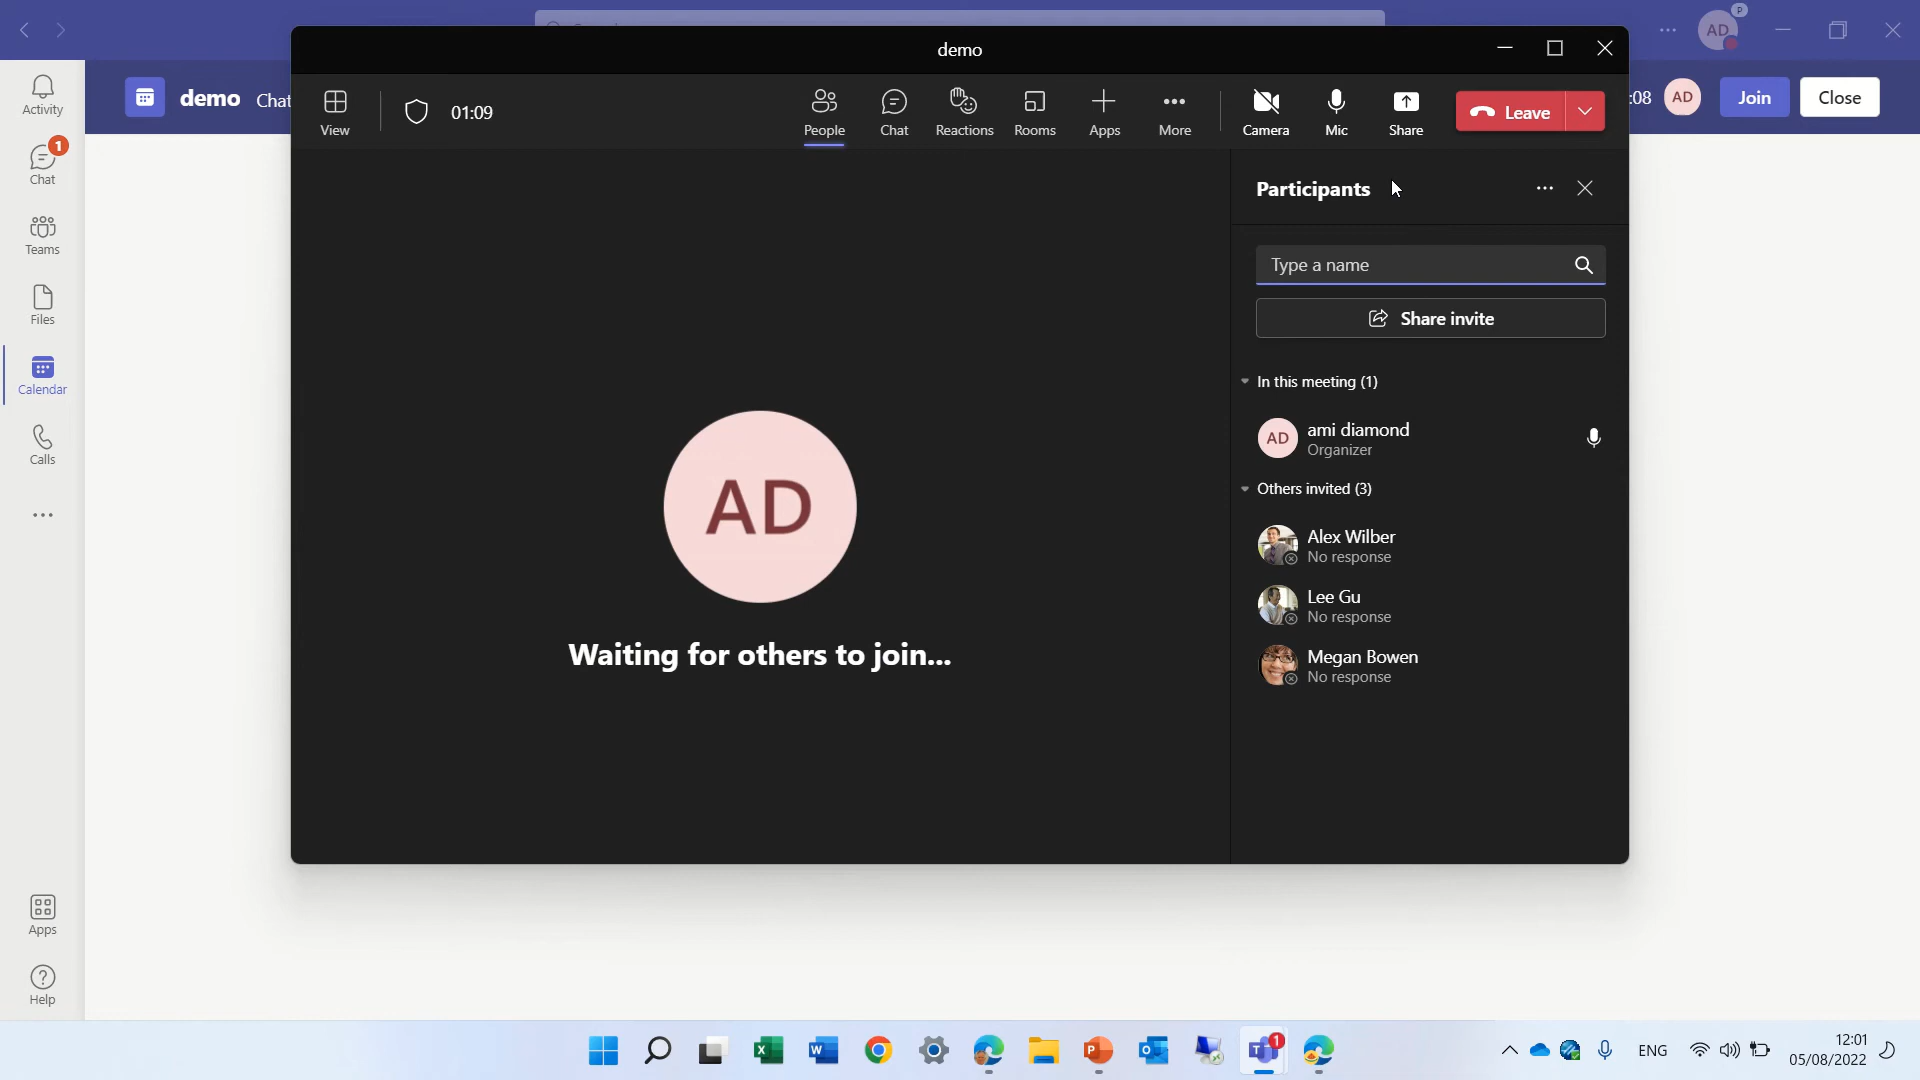 P
AD
demo
Activity
demo Chat
:08 AD Join Close
View
01:09
People Chat Reactions Rooms Apps More
Camera Mic Share Leave
1
Chat
Teams
Files
Calendar
Calls
Apps
Help
AD
Waiting for others to join...
Participants
Type a name
Share invite
In this meeting (1)
AD ami diamond
Organizer
Others invited (3)
Alex Wilber
No response
Lee Gu
No response
Megan Bowen
No response
X W P O T 1
ENG
12:01
05/08/2022